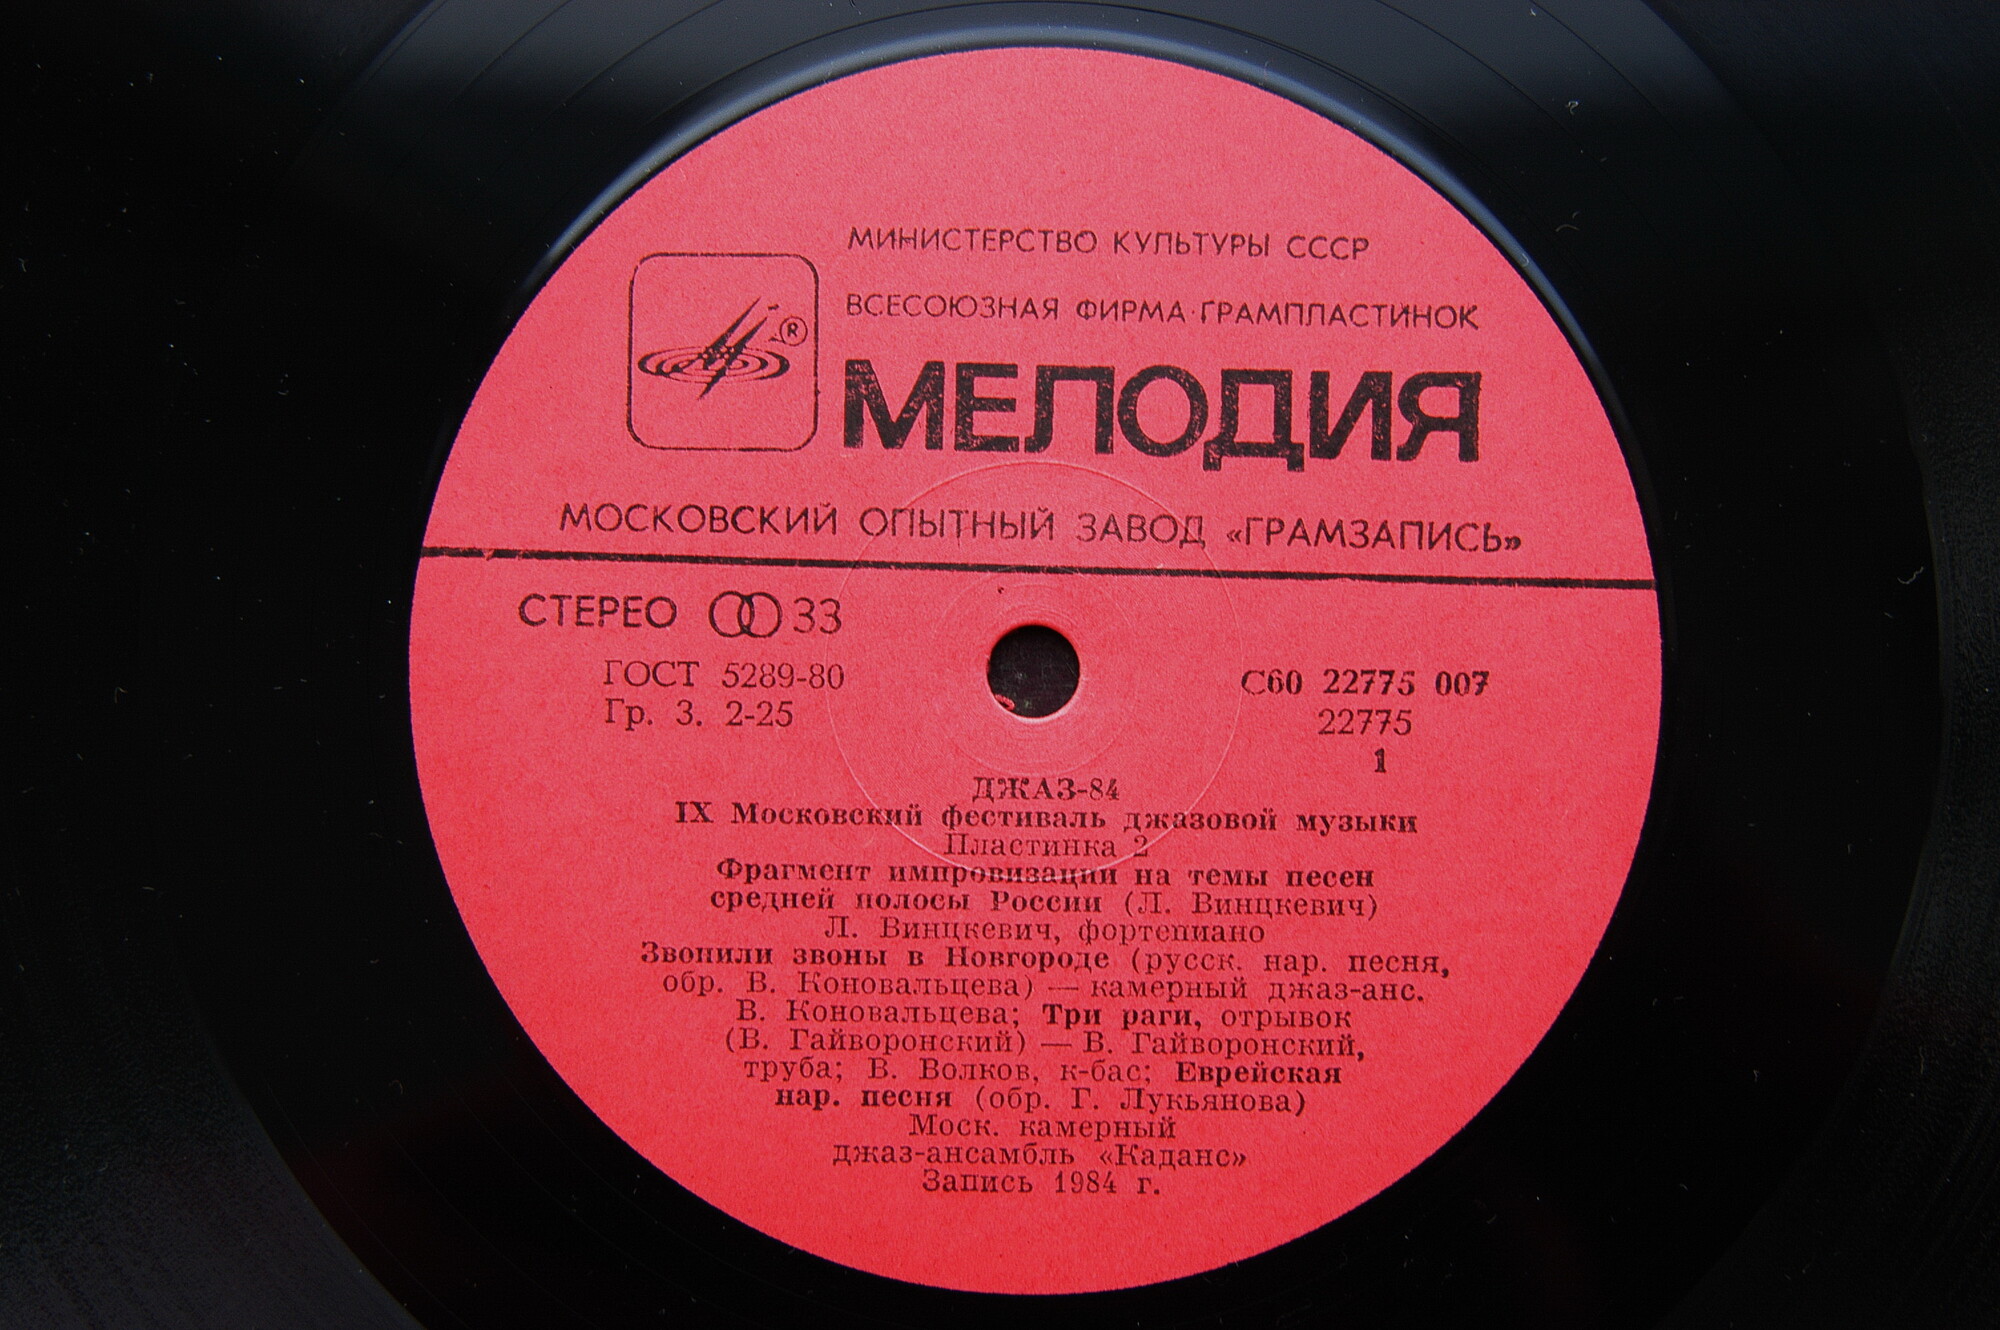 МИНИСТЕРСТВО КУЛЬТУРЫ СССР
ВСЕСОЮЗНАЯ ФИРМА ГРАМПЛАСТИНОК
®
МЕЛОДИЯ
МОСКОВСКИЙ ОПЫТНЫЙ ЗАВОД «ГРАМЗАПИСЬ»
СТЕРЕО 33
ГОСТ 5289-80
Гр. 3. 2-25
С60 22775 007
22775
1
ДЖАЗ-84
IX Московский фестиваль джазовой музыки
Пластинка 2
Фрагмент импровизации на темы песен
средней полосы России (Л. Винцкевич)
Л. Винцкевич, фортепиано
Звонили звоны в Новгороде (русск. нар. песня,
обр. В. Коновальцева) — камерный джаз-анс.
В. Коновальцева; Три раги, отрывок
(В. Гайворонский) — В. Гайворонский,
труба; В. Волков, к-бас; Еврейская
нар. песня (обр. Г. Лукьянова)
Моск. камерный
джаз-ансамбль «Каданс»
Запись 1984 г.